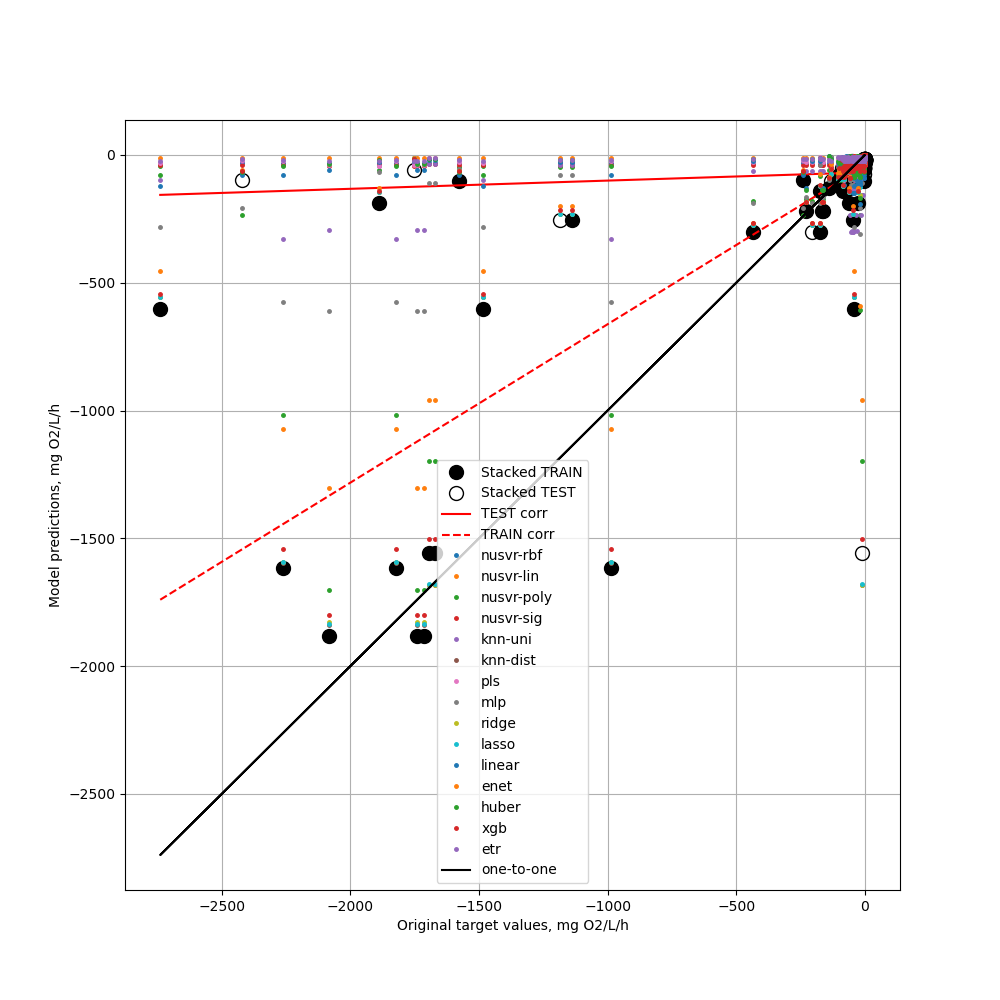 0
−500
−1000
−1500
−2000
−2500
Model predictions, mg O2/L/h
Stacked TRAIN
Stacked TEST
TEST corr
TRAIN corr
nusvr-rbf
nusvr-lin
nusvr-poly
nusvr-sig
knn-uni
knn-dist
pls
mlp
ridge
lasso
linear
enet
huber
xgb
etr
one-to-one
−2500 −2000 −1500 −1000 −500 0
Original target values, mg O2/L/h